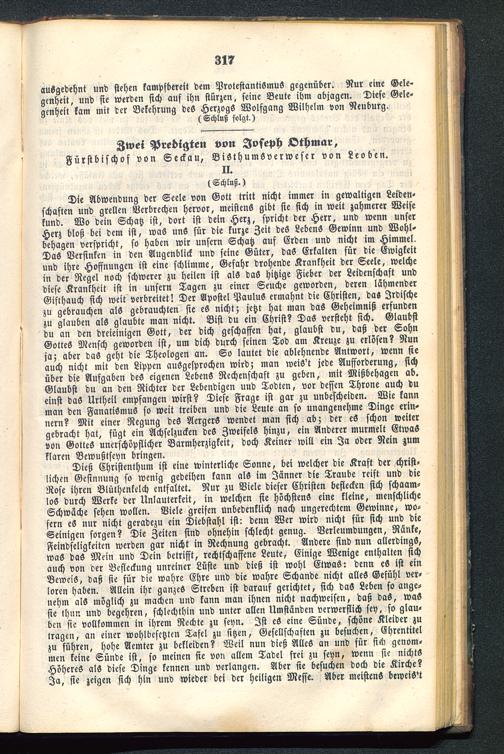 317
ausgedehnt und stehen kampfbereit dem Protestantismus gegenüber. Nur eine Gele-
genheit, und sie werden sich auf ihn stürzen, seine Beute ihm abjagen. Diese Gele-
genheit kam mit der Bekehrung des Herzogs Wolfgang Wilhelm von Neuburg.
(Schluß folgt.)
Zwei Predigten von Joseph Othmar,
Fürstbischof von Seckau, Bisthumsverweser von Leoben.
II.
(Schluß.)
Die Abwendung der Seele von Gott tritt nicht immer in gewaltigen Leiden-
schaften und grellen Verbrechen hervor, meistens gibt sie sich in weit zahmerer Weise
kund. Wo dein Schatz ist, dort ist dein Herz, spricht der Herr, und wenn unser
Herz bloß bei dem ist, was uns für die kurze Zeit des Lebens Gewinn und Wohl-
behagen verspricht, so haben wir unsern Schatz auf Erden und nicht im Himmel.
Das Versinken in den Augenblick und seine Güter, das Erkalten für die Ewigkeit
und ihre Hoffnungen ist eine schlimme, Gefahr drohende Krankheit der Seele, welche
in der Regel noch schwerer zu heilen ist als das hitzige Fieber der Leidenschaft und
diese Krankheit ist in unsern Tagen zu einer Seuche geworden, deren lähmender
Gifthauch sich weit verbreitet! Der Apostel Paulus ermahnt die Christen, das Irdische
zu gebrauchen als gebrauchten sie es nicht; jetzt hat man das Geheimniß erfunden
zu glauben als glaubte man nicht. Bist du ein Christ? Das versteht sich. Glaubst
du an den dreieinigen Gott, der dich geschaffen hat, glaubst du, daß der Sohn
Gottes Mensch geworden ist, um dich durch seinen Tod am Kreuze zu erlösen? Nun
ja; aber das geht die Theologen an. So lautet die ablehnende Antwort, wenn sie
auch nicht mit den Lippen ausgesprochen wird; man weis't jede Aufforderung, sich
über die Aufgaben des eigenen Lebens Rechenschaft zu geben, mit Mißbehagen ab.
Glaubst du an den Richter der Lebendigen und Todten, vor dessen Throne auch du
einst das Urtheil empfangen wirst? Diese Frage ist gar zu unbescheiden. Wie kann
man den Fanatismus so weit treiben und die Leute an so unangenehme Dinge erin-
nern? Mit einer Regung des Aergers wendet man sich ab; der es schon weiter
gebracht hat, fügt ein Achselzucken des Zweifels hinzu, ein Anderer murmelt Etwas
von Gottes unerschöpflicher Barmherzigkeit, doch Keiner will ein Ja oder Nein zum
klaren Bewußtseyn bringen.
Dieß Christenthum ist eine winterliche Sonne, bei welcher die Kraft der christ-
lichen Gesinnung so wenig gedeihen kann als im Jänner die Traube reift und die
Rose ihren Blüthenkelch entfaltet. Nur zu Viele dieser Christen beflecken sich schaam-
los durch Werke der Unlauterkeit, in welchen sie höchstens eine kleine, menschliche
Schwäche sehen wollen. Viele greifen unbedenklich nach ungerechtem Gewinne, wo-
fern es nur nicht geradezu ein Diebstahl ist: denn Wer wird nicht für sich und die
Seinigen sorgen? Die Zeiten sind ohnehin schlecht genug. Verleumdungen, Ränke,
Feindseligkeiten werden gar nicht in Rechnung gebracht. Andere sind nun allerdings,
was das Mein und Dein betrifft, rechtschaffene Leute, Einige Wenige enthalten sich
auch von der Befleckung unreiner Lüste und dieß ist wohl Etwas: denn es ist ein
Beweis, daß sie für die wahre Ehre und die wahre Schande nicht alles Gefühl ver-
loren haben. Allein ihr ganzes Streben ist darauf gerichtet, sich das Leben so ange-
nehm als möglich zu machen und kann man ihnen nicht nachweisen, daß das, was
sie thun und begehren, schlechthin und unter allen Umständen verwerflich sey, so glau-
ben sie vollkommen in ihrem Rechte zu seyn. Ist es eine Sünde, schöne Kleider zu
tragen, an einer wohlbesetzten Tafel zu sitzen, Gesellschaften zu besuchen, Ehrentitel
zu führen, hohe Aemter zu bekleiden? Weil nun dieß Alles an und für sich genom-
men keine Sünde ist, so meinen sie von allem Tadel frei zu seyn, wenn sie nichts
Höheres als diese Dinge kennen und verlangen. Aber sie besuchen doch die Kirche?
Ja, sie zeigen sich hin und wieder bei der heiligen Messe. Aber meistens beweis't